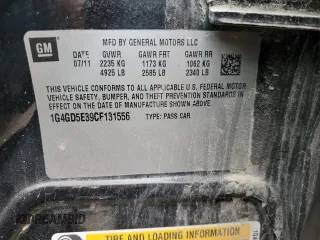 GM
MFD BY GENERAL MOTORS LLC
DATE GVWR GAWR FRT GAWR RR
07/11 2235 KG 1173 KG 1062 KG
4925 LB 2585 LB 2340 LB
THIS VEHICLE CONFORMS TO ALL APPLICABLE U.S. FEDERAL MOTOR
VEHICLE SAFETY, BUMPER, AND THEFT PREVENTION STANDARDS
IN EFFECT ON THE DATE OF MANUFACTURE SHOWN ABOVE.
1G4GD5E39CF131556 TYPE: PASS CAR
TIRE AND LOADING INFORMATION